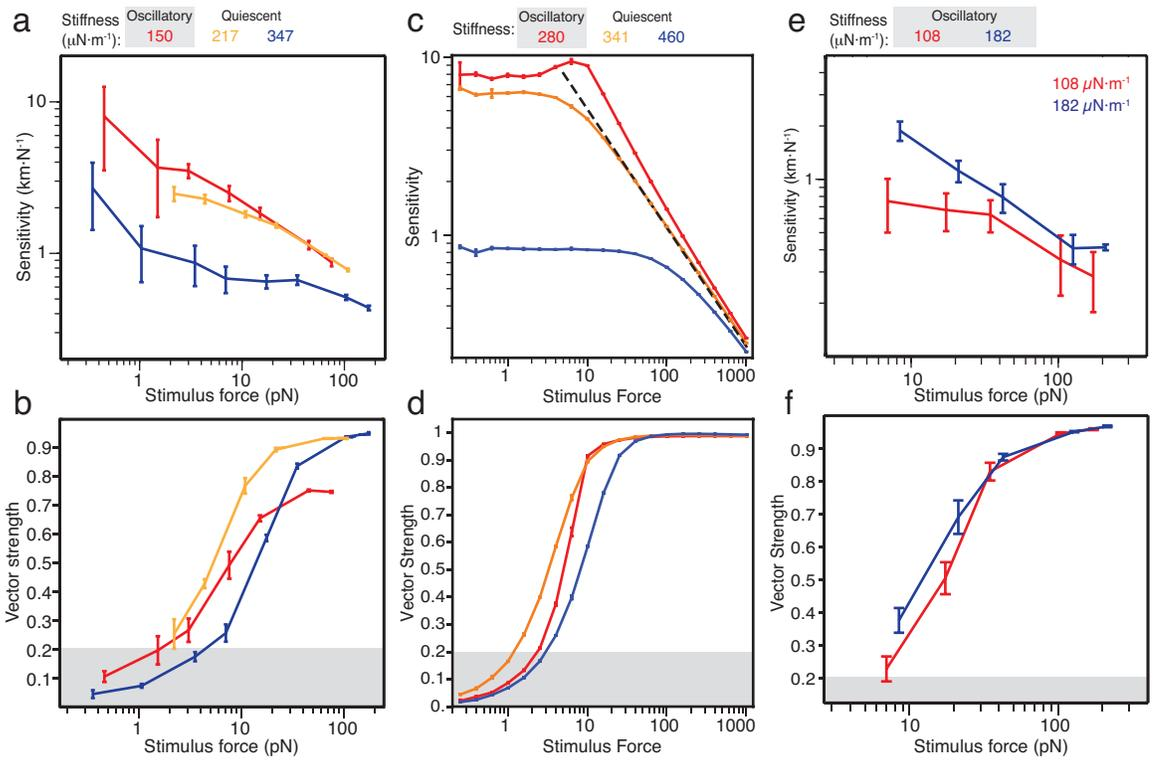 a
Stiffness Oscillatory Quiescent
(μN·m⁻¹): 150 217 347
10
1
Sensitivity (km·N⁻¹)
1 10 100
Stimulus force (pN)
c
Oscillatory Quiescent
Stiffness: 280 341 460
10
1
Sensitivity
1 10 100 1000
Stimulus Force
e
Stiffness Oscillatory
(μN·m⁻¹): 108 182
108 μN·m⁻¹
182 μN·m⁻¹
1
Sensitivity (km·N⁻¹)
10 100
Stimulus force (pN)
b
0.9
0.8
0.7
0.6
0.5
0.4
0.3
0.2
0.1
Vector strength
1 10 100
Stimulus force (pN)
d
1
0.9
0.8
0.7
0.6
0.5
0.4
0.3
0.2
0.1
0.
Vector Strength
1 10 100 1000
Stimulus Force
f
0.9
0.8
0.7
0.6
0.5
0.4
0.3
0.2
Vector Strength
10 100
Stimulus force (pN)